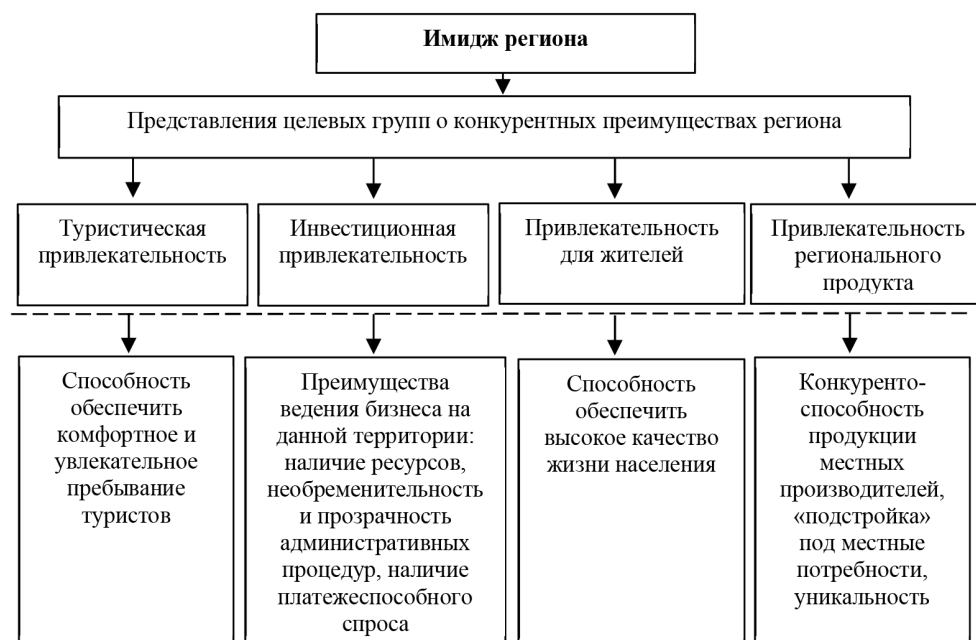 Имидж региона
Представления целевых групп о конкурентных преимуществах региона
Туристическая
привлекательность
Инвестиционная
привлекательность
Привлекательность
для жителей
Привлекательность
регионального
продукта
Способность
обеспечить
комфортное и
увлекательное
пребывание
туристов
Преимущества
ведения бизнеса на
данной территории:
наличие ресурсов,
необременительность
и прозрачность
административных
процедур, наличие
платежеспособного
спроса
Способность
обеспечить
высокое качество
жизни населения
Конкуренто-
способность
продукции
местных
производителей,
«подстройка»
под местные
потребности,
уникальность